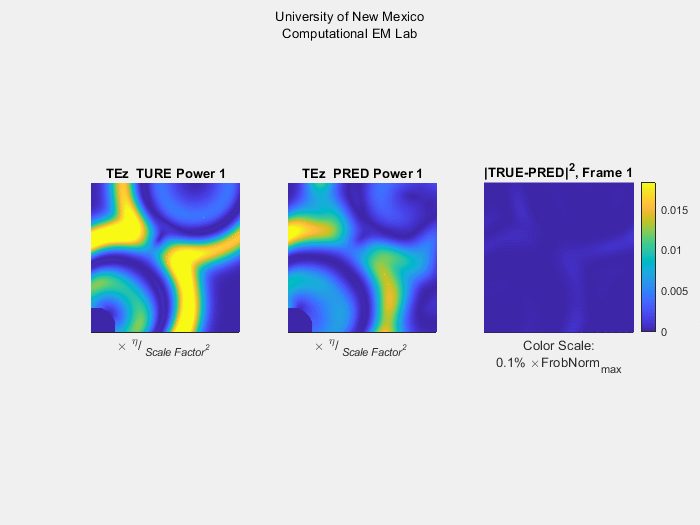 University of New Mexico
Computational EM Lab
TEz TURE Power 1
TEz PRED Power 1
|TRUE-PRED|², Frame 1
0.015
0.01
0.005
0
× η/ Scale Factor²
× η/ Scale Factor²
Color Scale:
0.1% ×FrobNorm_max